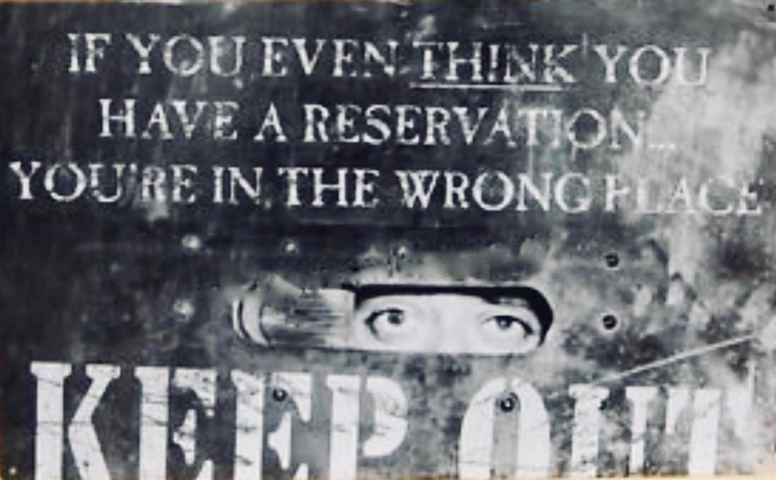 IF YOU EVEN THINK YOU
HAVE A RESERVATION...
YOU'RE IN THE WRONG PLACE
KEEP OUT